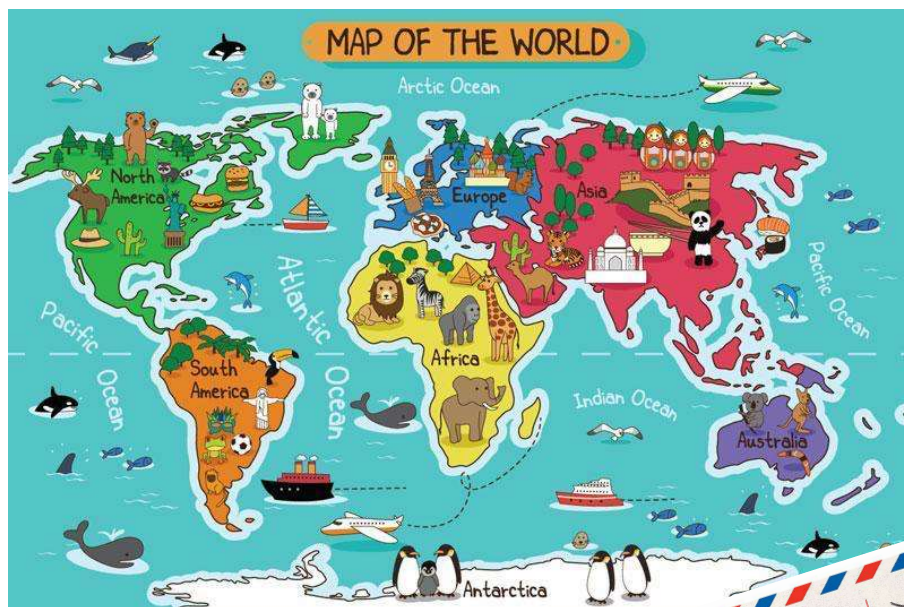 MAP OF THE WORLD
Arctic Ocean
North
America
Europe
Asia
Atlantic
Ocean
Pacific
Ocean
Pacific Ocean
Africa
South
America
Indian Ocean
Australia
Antarctica